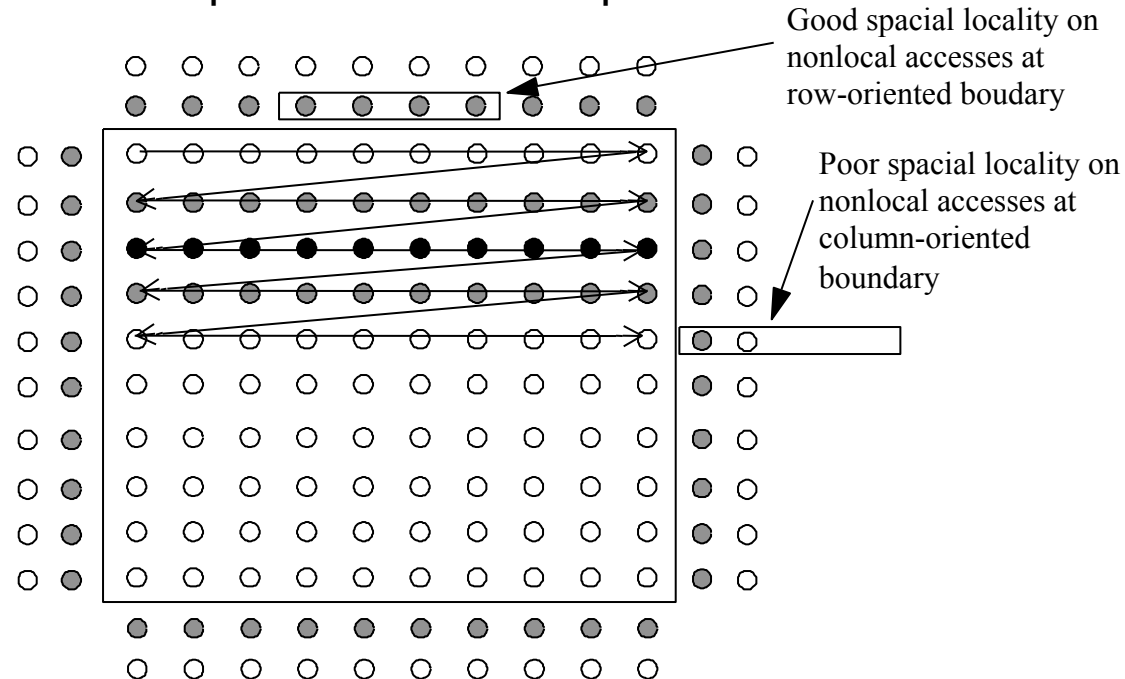 Good spacial locality on
nonlocal accesses at
row-oriented boudary
Poor spacial locality on
nonlocal accesses at
column-oriented
boundary